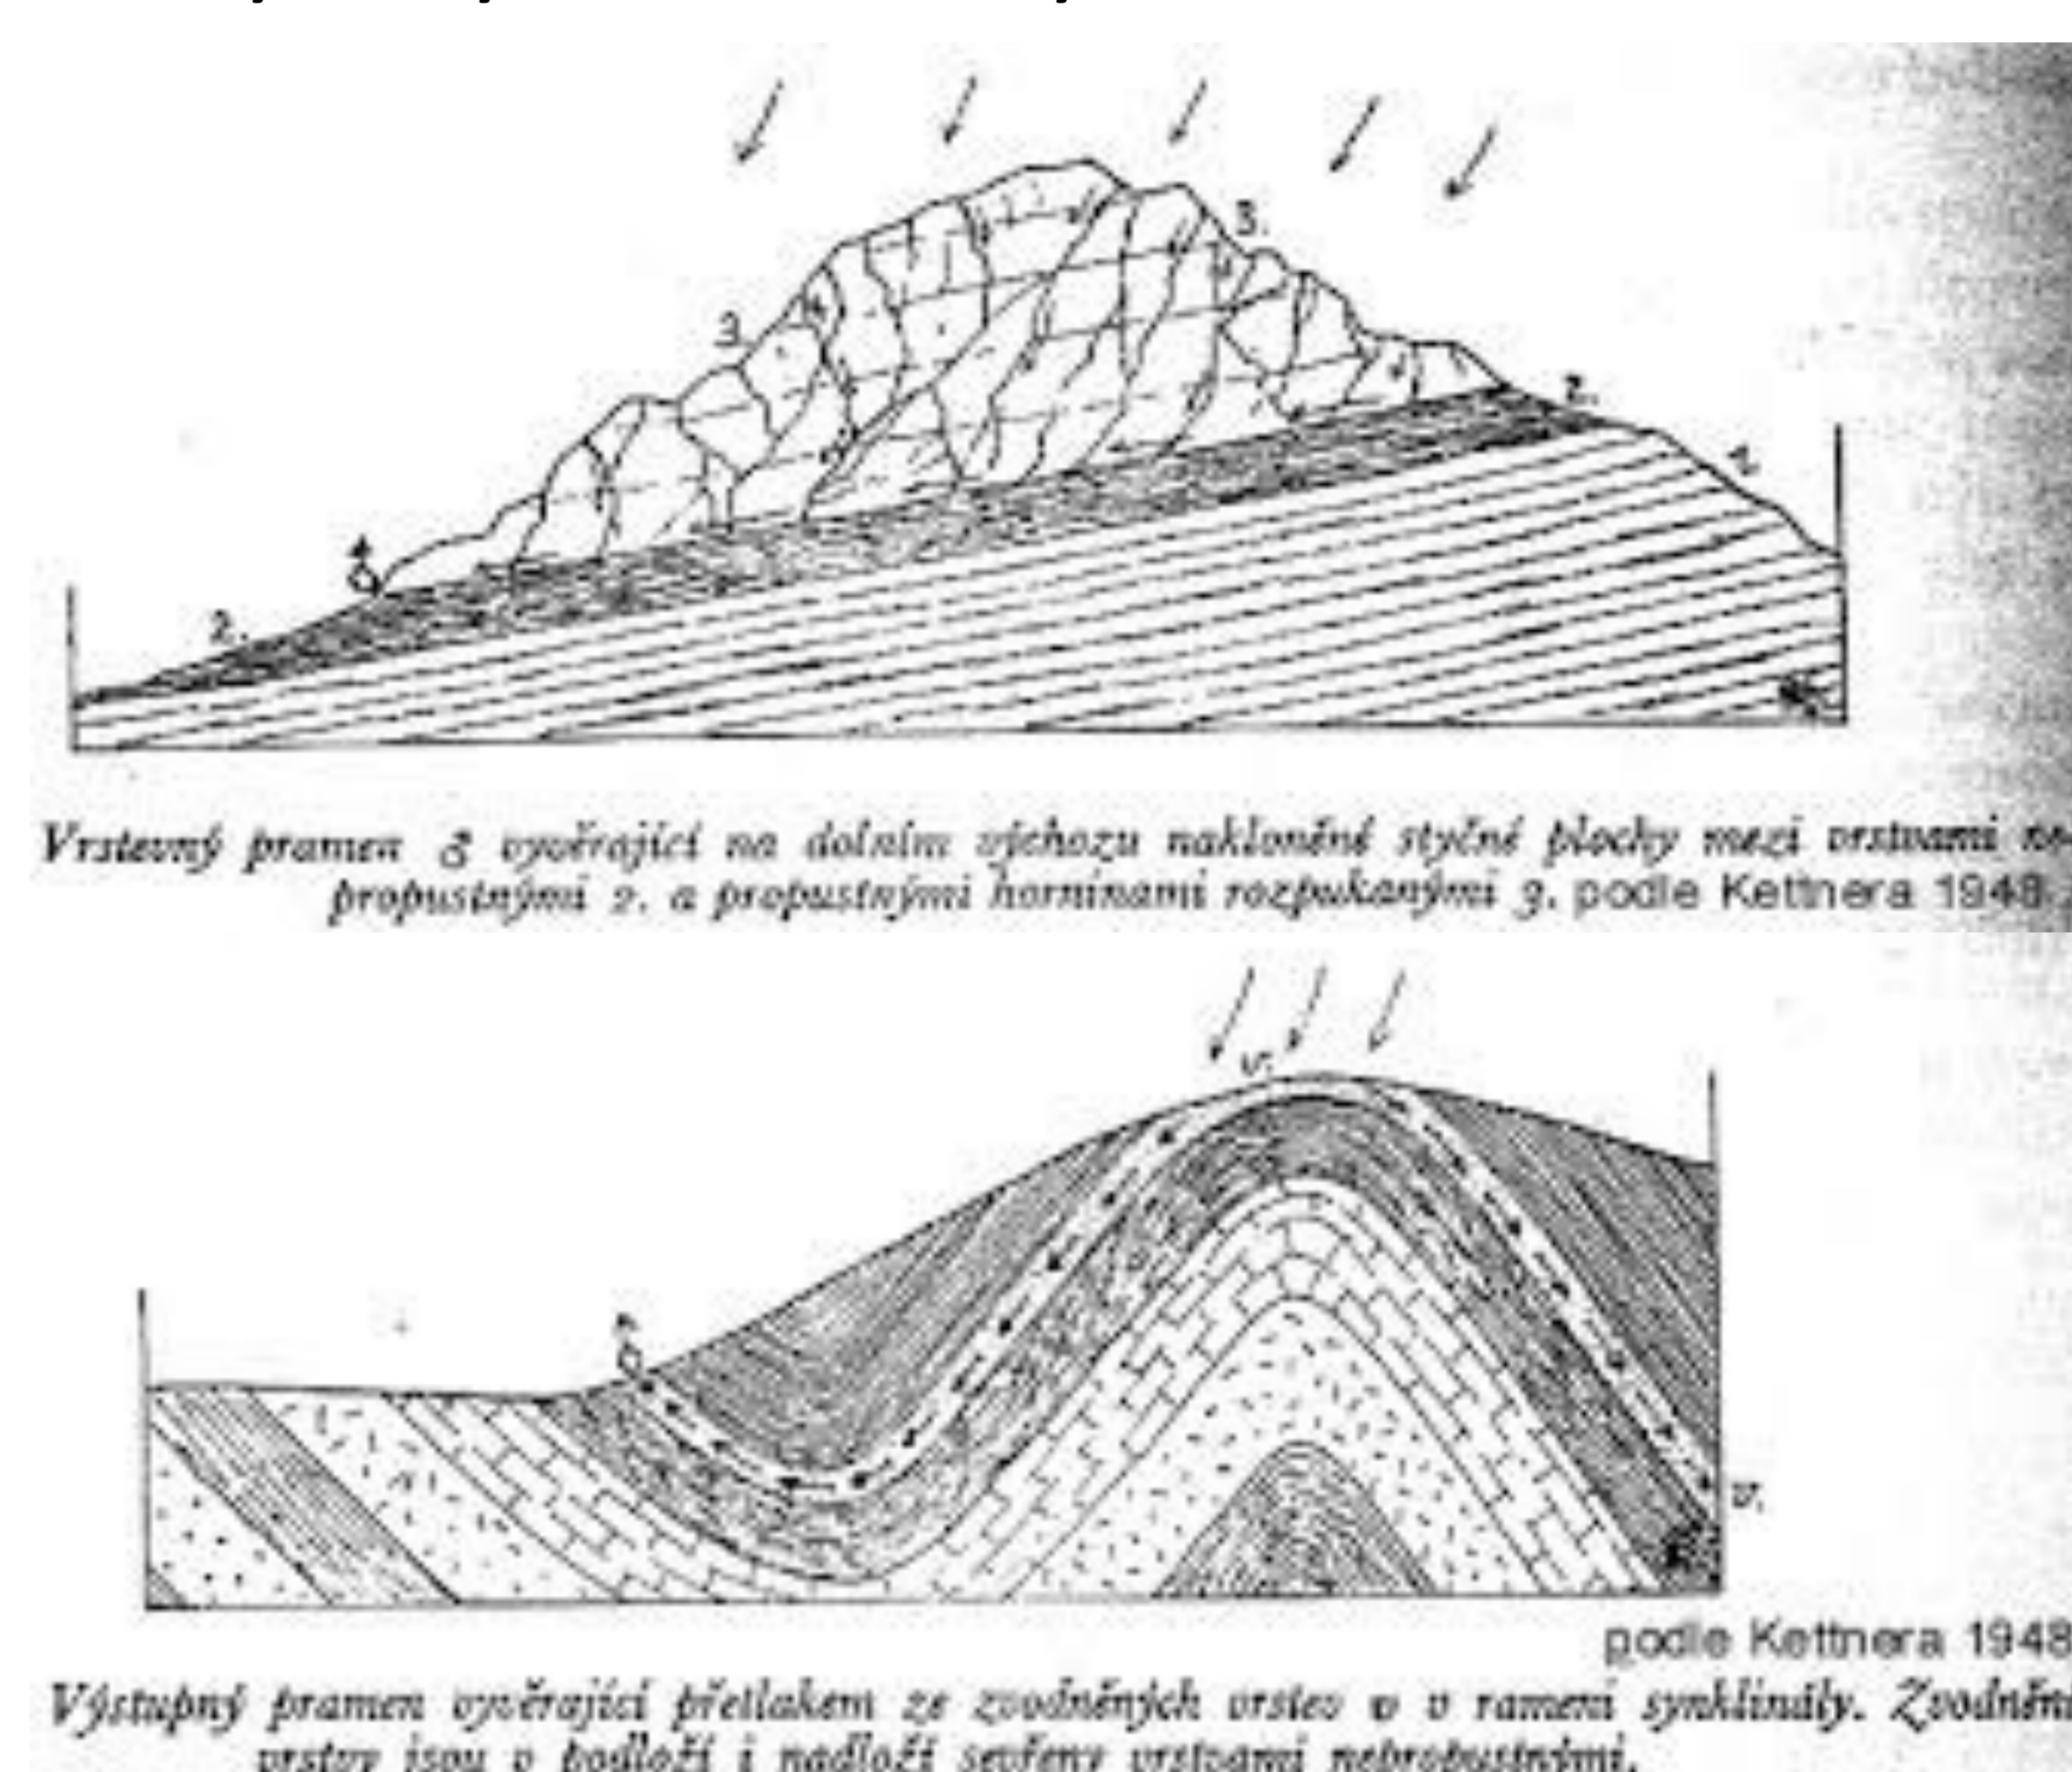 3.
3.
2.
1
2.
Vrstevný pramen ♂ vyvěrající na dolním výchozu nakloněné styčné plochy mezi vrstvami ne-
propustnými 2. a propustnými horninami rozpukanými 3. podle Kettnera 1948.
v.
v.
podle Kettnera 1948
Výstupný pramen vyvěrající přetlakem ze zvodněných vrstev v v rameni synklinály. Zvodněné
vrstvy jsou v podloží i nadloží sevřeny vrstvami nepropustnými.